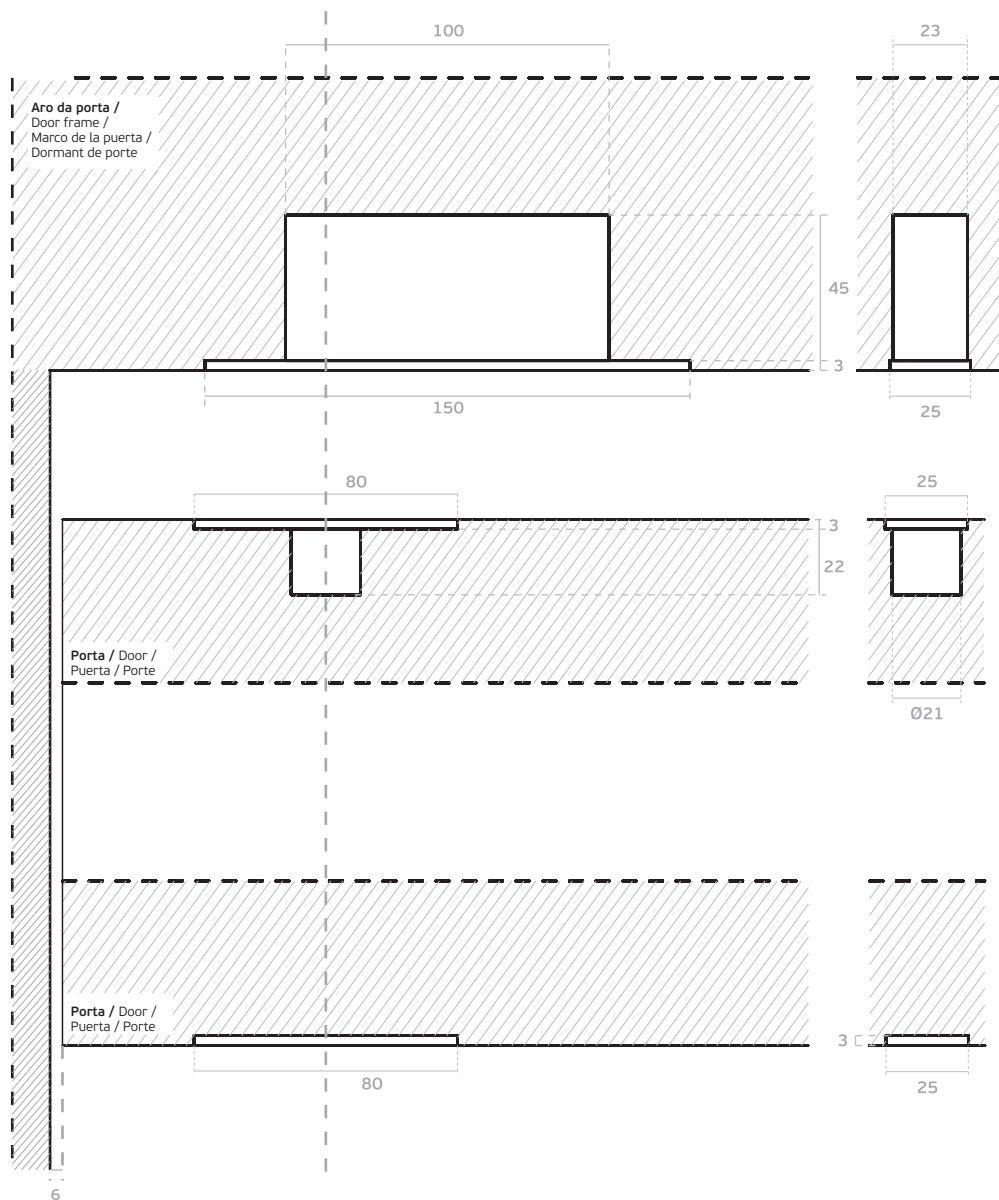 100
23
Aro da porta /
Door frame /
Marco de la puerta /
Dormant de porte
45
3
150
25
80
25
3
22
Porta / Door /
Puerta / Porte
Ø21
Porta / Door /
Puerta / Porte
3
80
25
6